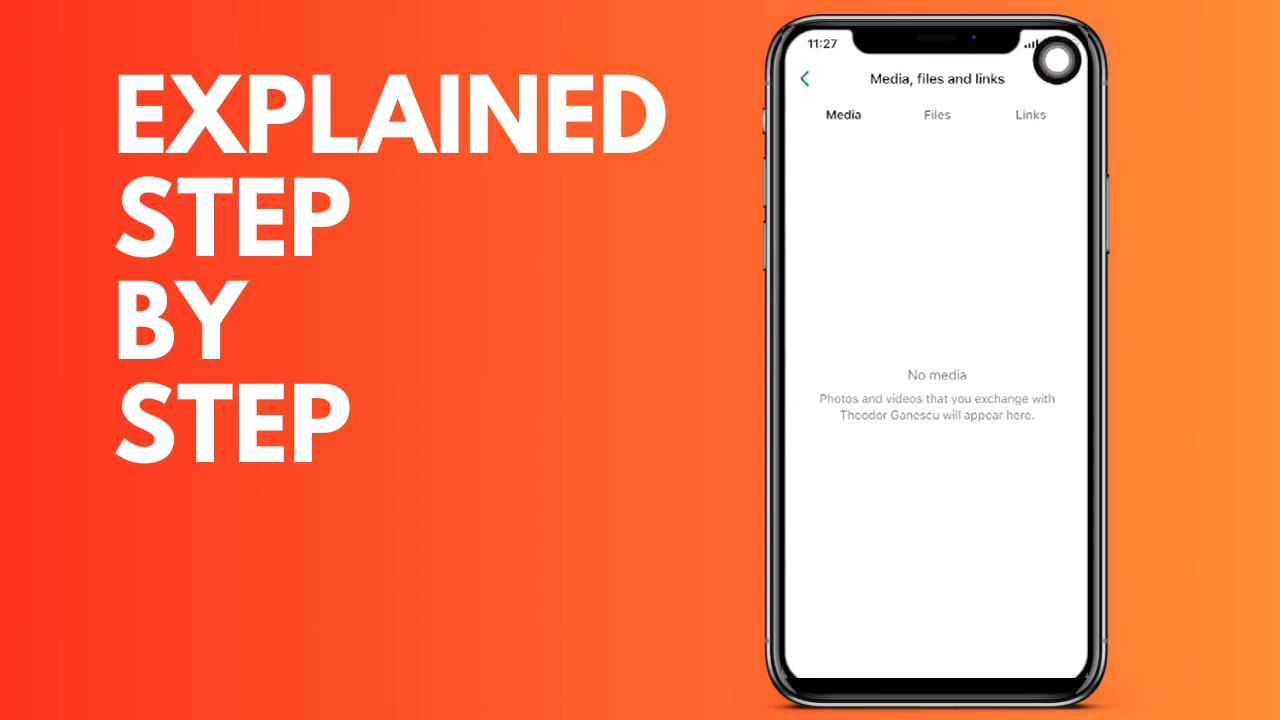 EXPLAINED
STEP
BY
STEP
11:27
Media, files and links
Media Files Links
No media
Photos and videos that you exchange with
Theodor Ganescu will appear here.